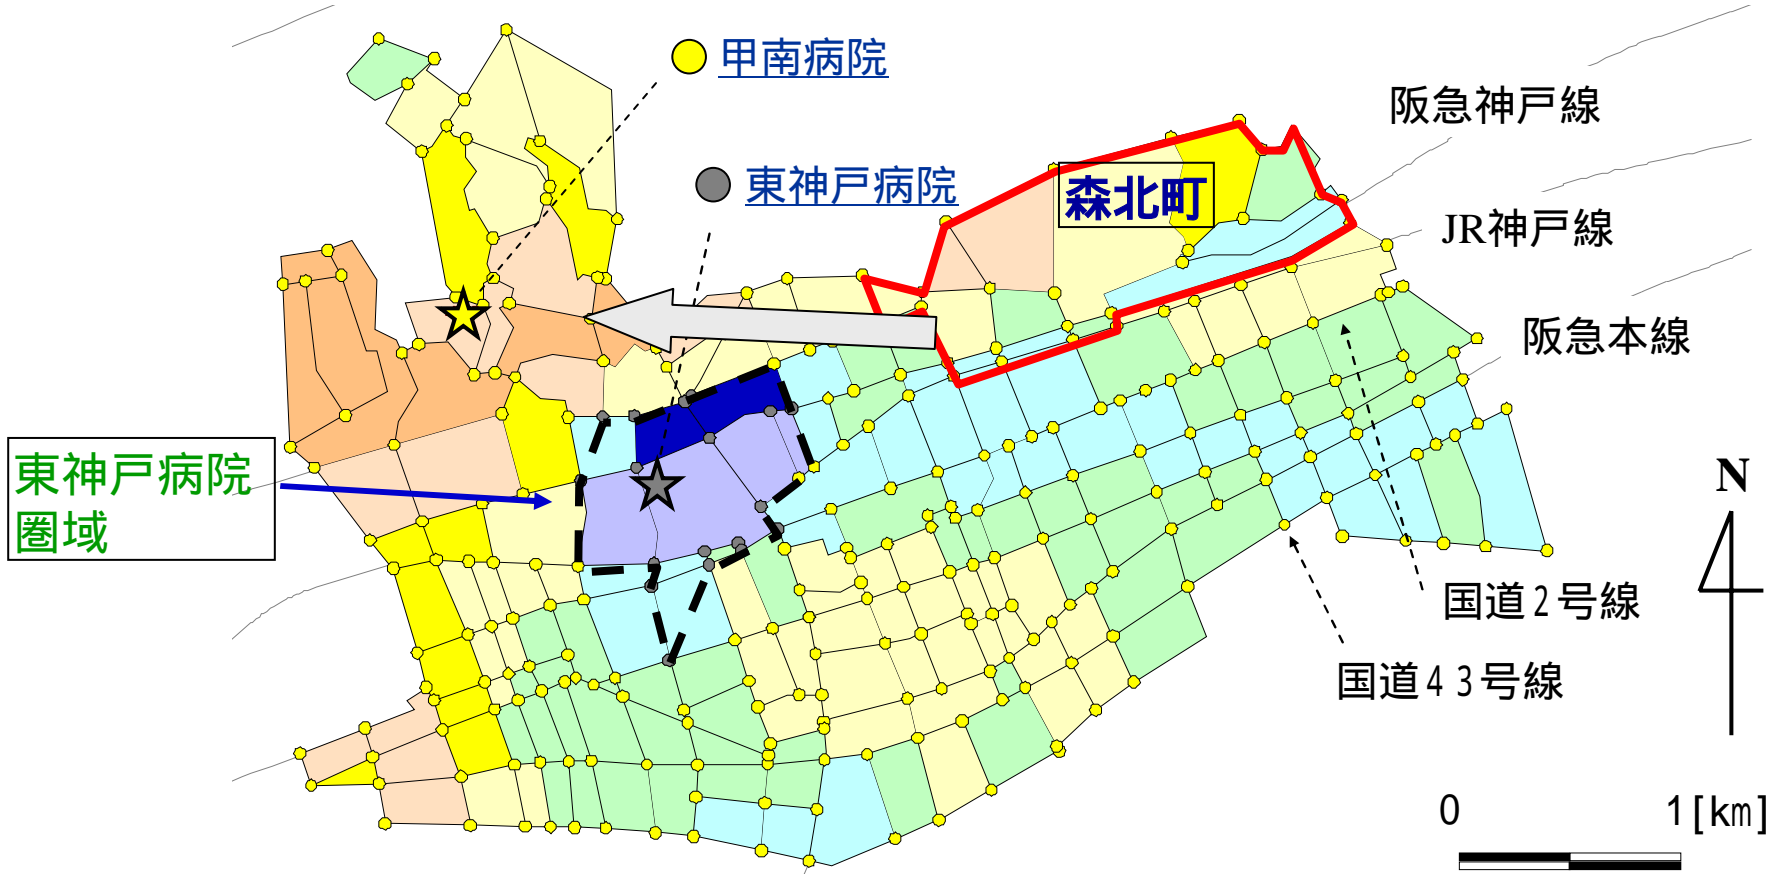 甲南病院
阪急神戸線
東神戸病院
森北町
JR神戸線
阪急本線
東神戸病院
圏域
N
国道2号線
国道43号線
0 1[km]